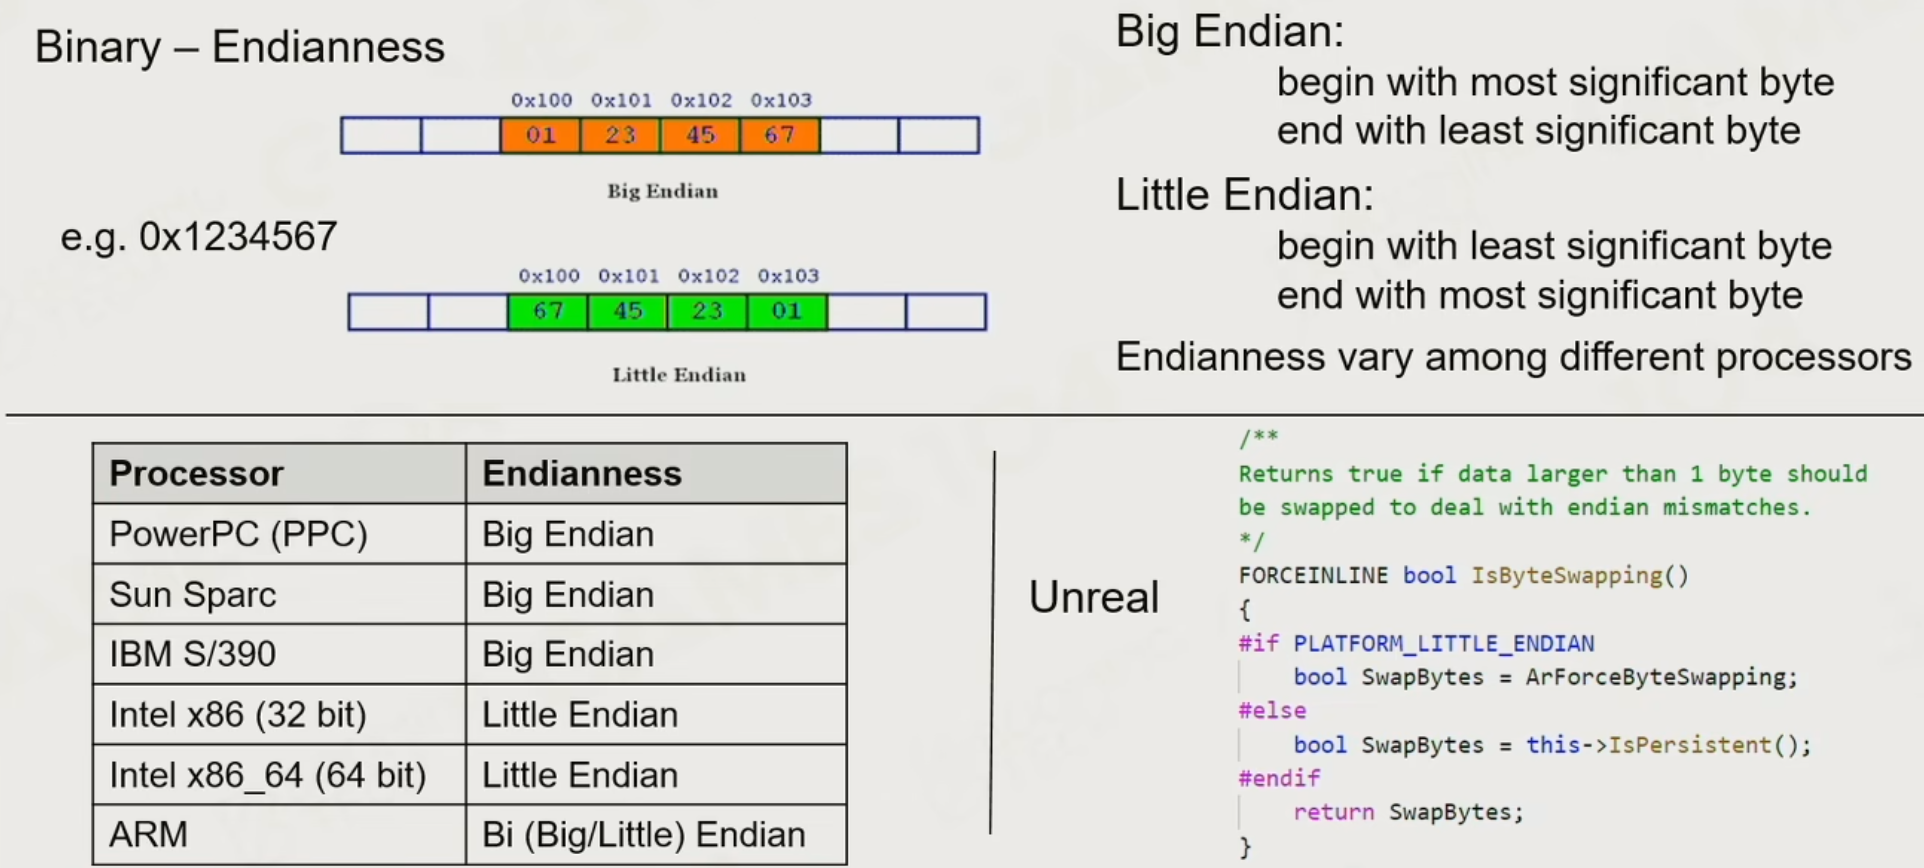 Binary – Endianness
0x100 0x101 0x102 0x103
01 23 45 67
Big Endian
e.g. 0x1234567
0x100 0x101 0x102 0x103
67 45 23 01
Little Endian
Big Endian:
begin with most significant byte
end with least significant byte
Little Endian:
begin with least significant byte
end with most significant byte
Endianness vary among different processors
Processor Endianness
PowerPC (PPC) Big Endian
Sun Sparc Big Endian
IBM S/390 Big Endian
Intel x86 (32 bit) Little Endian
Intel x86_64 (64 bit) Little Endian
ARM Bi (Big/Little) Endian
Unreal
/**
Returns true if data larger than 1 byte should
be swapped to deal with endian mismatches.
*/
FORCEINLINE bool IsByteSwapping()
{
#if PLATFORM_LITTLE_ENDIAN
bool SwapBytes = ArForceByteSwapping;
#else
bool SwapBytes = this->IsPersistent();
#endif
return SwapBytes;
}